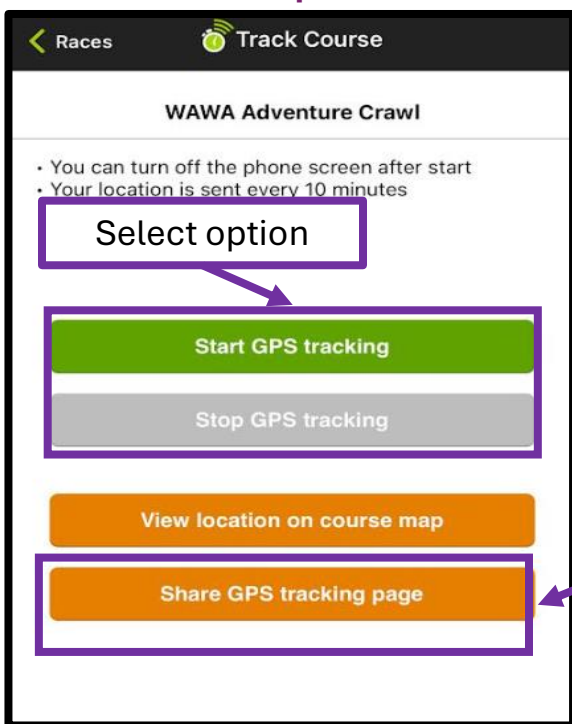 Races
Track Course
WAWA Adventure Crawl
• You can turn off the phone screen after start
• Your location is sent every 10 minutes
Select option
Start GPS tracking
Stop GPS tracking
View location on course map
Share GPS tracking page